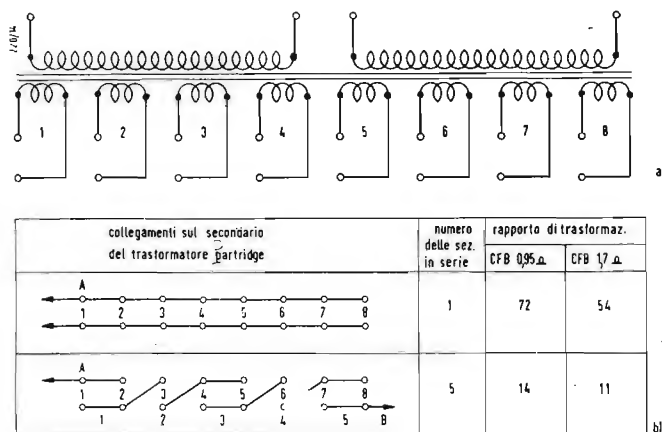 220/14
1 2 3 4 5 6 7 8
a
collegamenti sul secondario
del trasformatore partridge
numero
delle sez.
in serie
rapporto di trasformaz.
CFB 0,95 Ω
CFB 1,7 Ω
A
1 2 3 4 5 6 7 8
1
72
54
A
1 2 3 4 5 6 7 8
1 2 3 4 5 B
5
14
11
b)